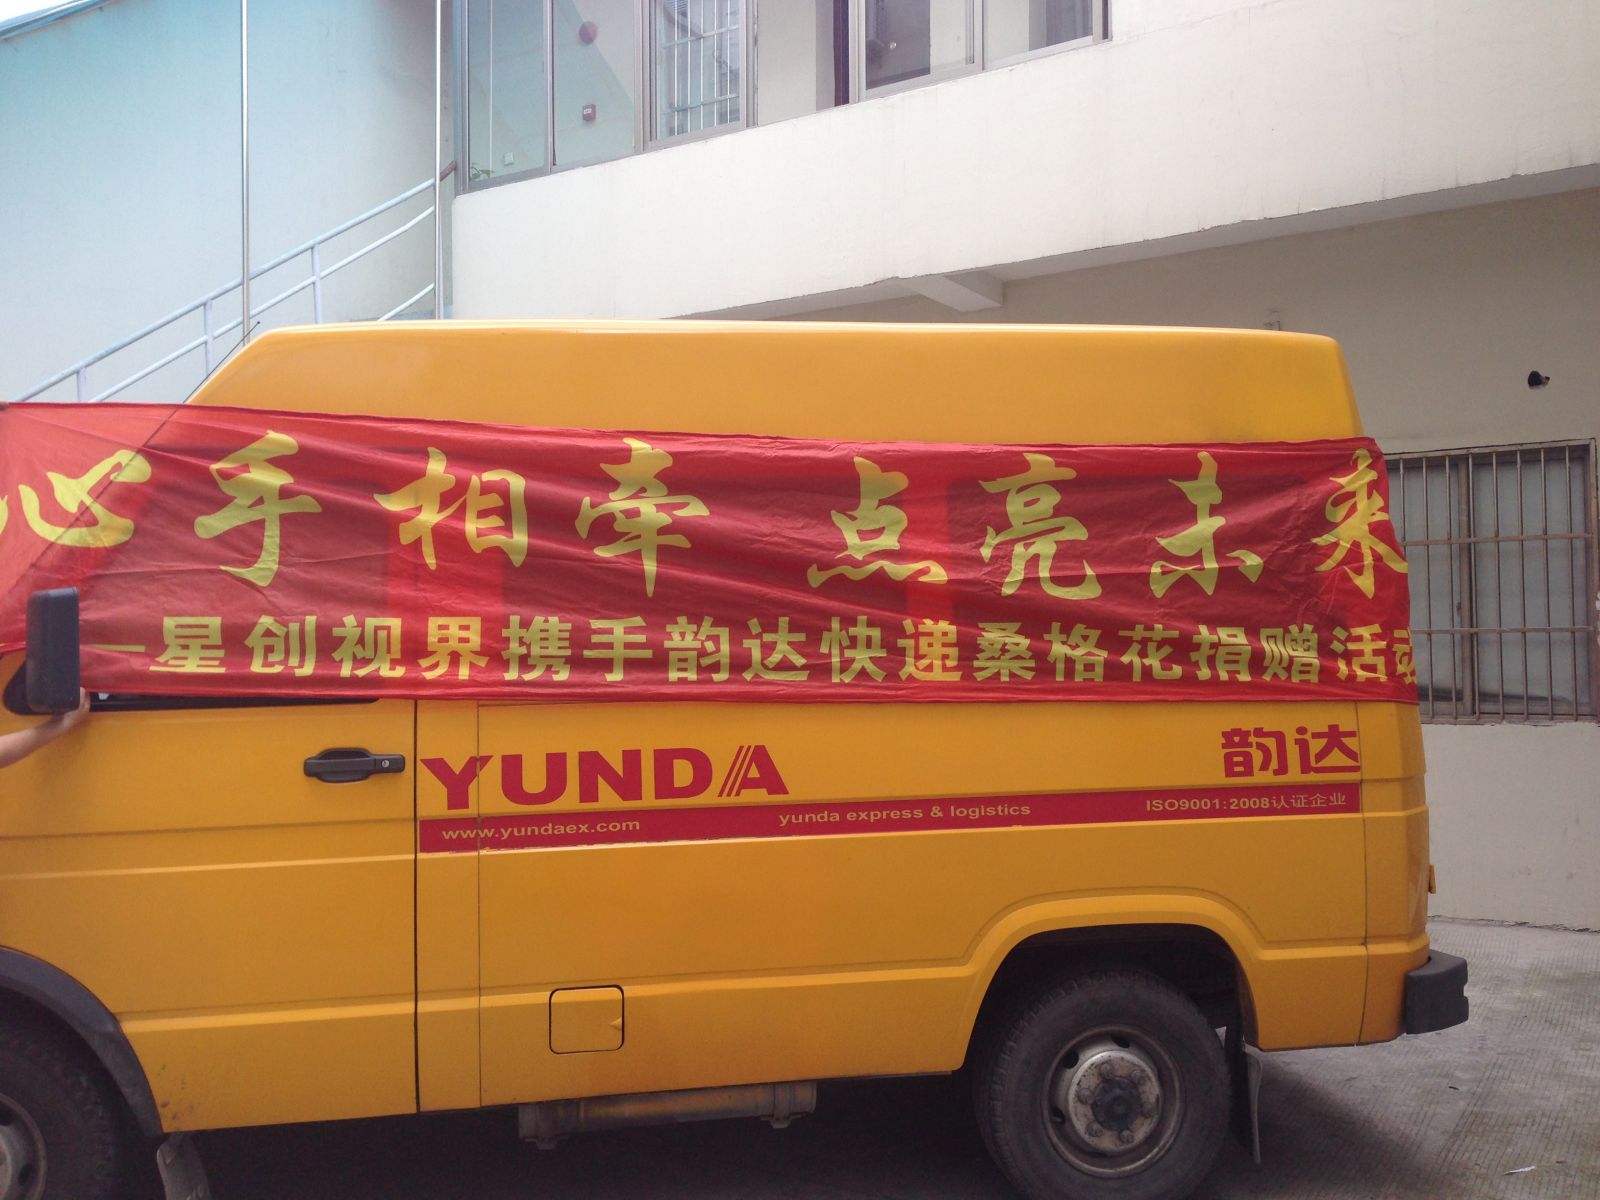 心手相牵 点亮未来
—星创视界携手韵达快递桑格花捐赠活动
YUNDA
韵达
www.yundaex.com
yunda express & logistics
ISO9001:2008认证企业